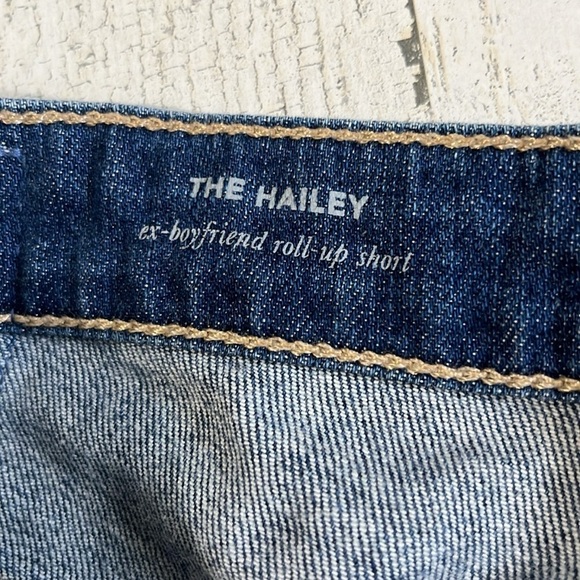 THE HAILEY
ex-boyfriend roll-up short